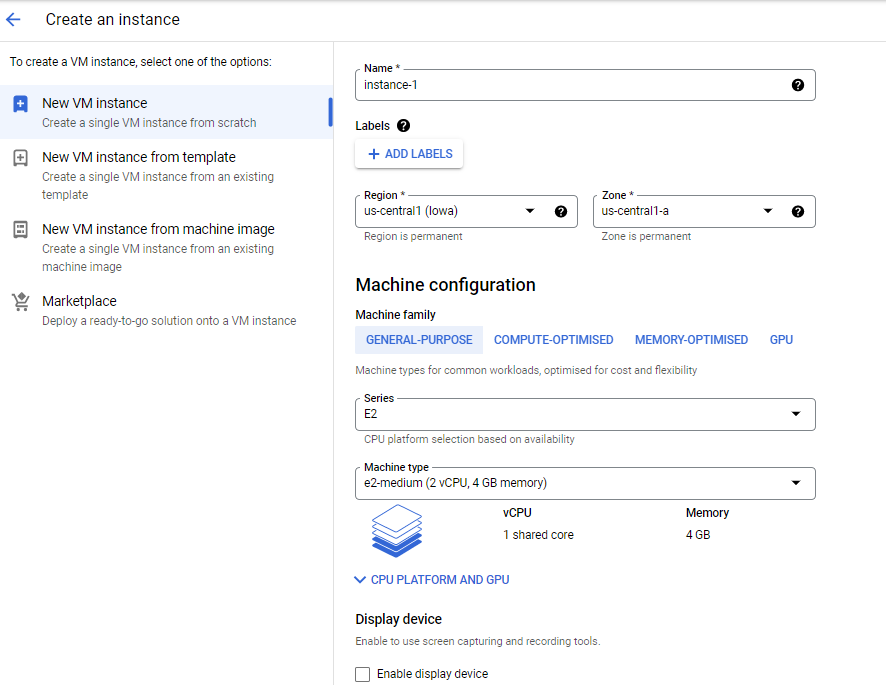 Create an instance
To create a VM instance, select one of the options:
New VM instance
Create a single VM instance from scratch
New VM instance from template
Create a single VM instance from an existing
template
New VM instance from machine image
Create a single VM instance from an existing
machine image
Marketplace
Deploy a ready-to-go solution onto a VM instance
Name *
instance-1
Labels
ADD LABELS
Region *
us-central1 (Iowa)
Region is permanent
Zone *
us-central1-a
Zone is permanent
Machine configuration
Machine family
GENERAL-PURPOSE COMPUTE-OPTIMISED MEMORY-OPTIMISED GPU
Machine types for common workloads, optimised for cost and flexibility
Series
E2
CPU platform selection based on availability
Machine type
e2-medium (2 vCPU, 4 GB memory)
vCPU Memory
1 shared core 4 GB
CPU PLATFORM AND GPU
Display device
Enable to use screen capturing and recording tools.
Enable display device